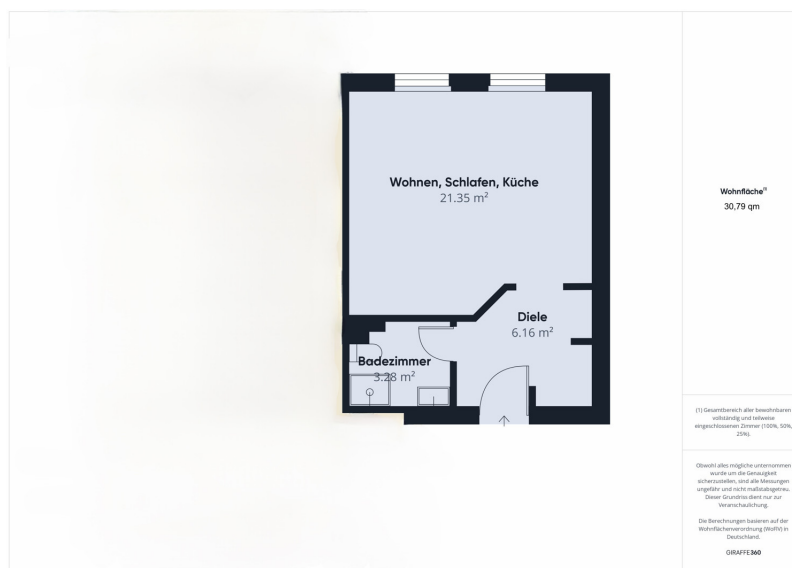 Wohnen, Schlafen, Küche
21.35 m²
Diele
6.16 m²
Badezimmer
3.28 m²
Wohnfläche⁽¹⁾
30,79 qm
(1) Gesamtbereich aller bewohnbaren
vollständig und teilweise
eingeschlossenen Zimmer (100%, 50%,
25%).
Obwohl alles mögliche unternommen
wurde um die Genauigkeit
sicherzustellen, sind alle Messungen
ungefähr und nicht maßstabsgetreu.
Dieser Grundriss dient nur zur
Veranschaulichung.
Die Berechnungen basieren auf der
Wohnflächenverordnung (WoFlV) in
Deutschland.
GIRAFFE360